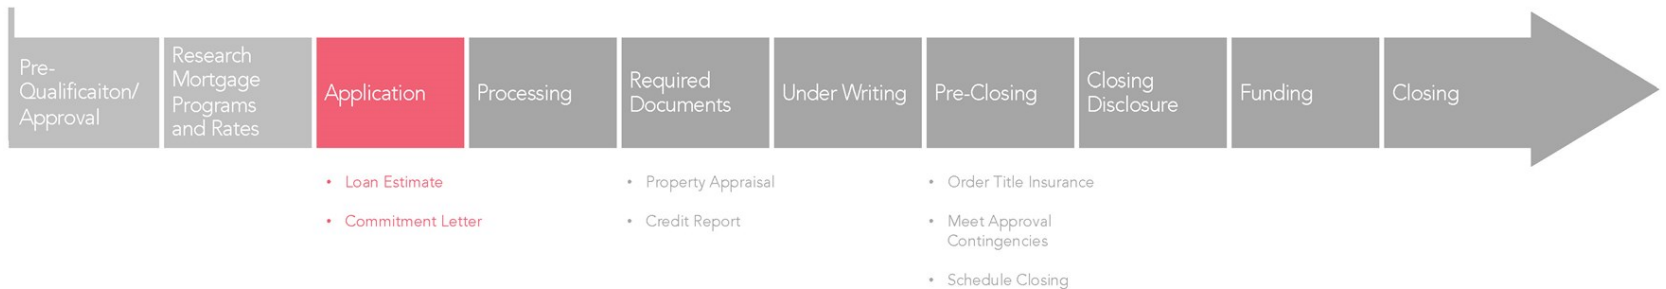 Pre-
Qualificaiton/
Approval
Research
Mortgage
Programs
and Rates
Application
Processing
Required
Documents
Under Writing
Pre-Closing
Closing
Disclosure
Funding
Closing
• Loan Estimate
• Commitment Letter
• Property Appraisal
• Credit Report
• Order Title Insurance
• Meet Approval
Contingencies
• Schedule Closing